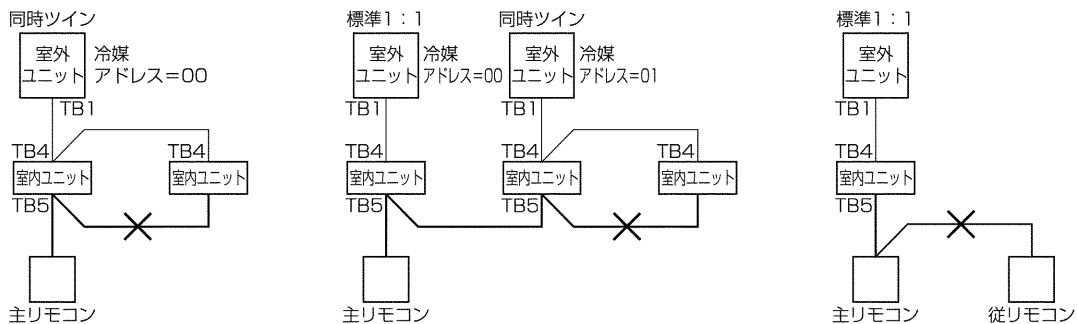 同時ツイン
室外
ユニット
冷媒
アドレス=00
TB1
TB4
TB4
室内ユニット
室内ユニット
TB5
主リモコン
標準1:1
同時ツイン
室外
ユニット
冷媒
アドレス=00
室外
ユニット
冷媒
アドレス=01
TB1
TB1
TB4
TB4
TB4
室内ユニット
室内ユニット
室内ユニット
TB5
TB5
主リモコン
標準1:1
室外
ユニット
TB1
TB4
室内ユニット
TB5
主リモコン
従リモコン